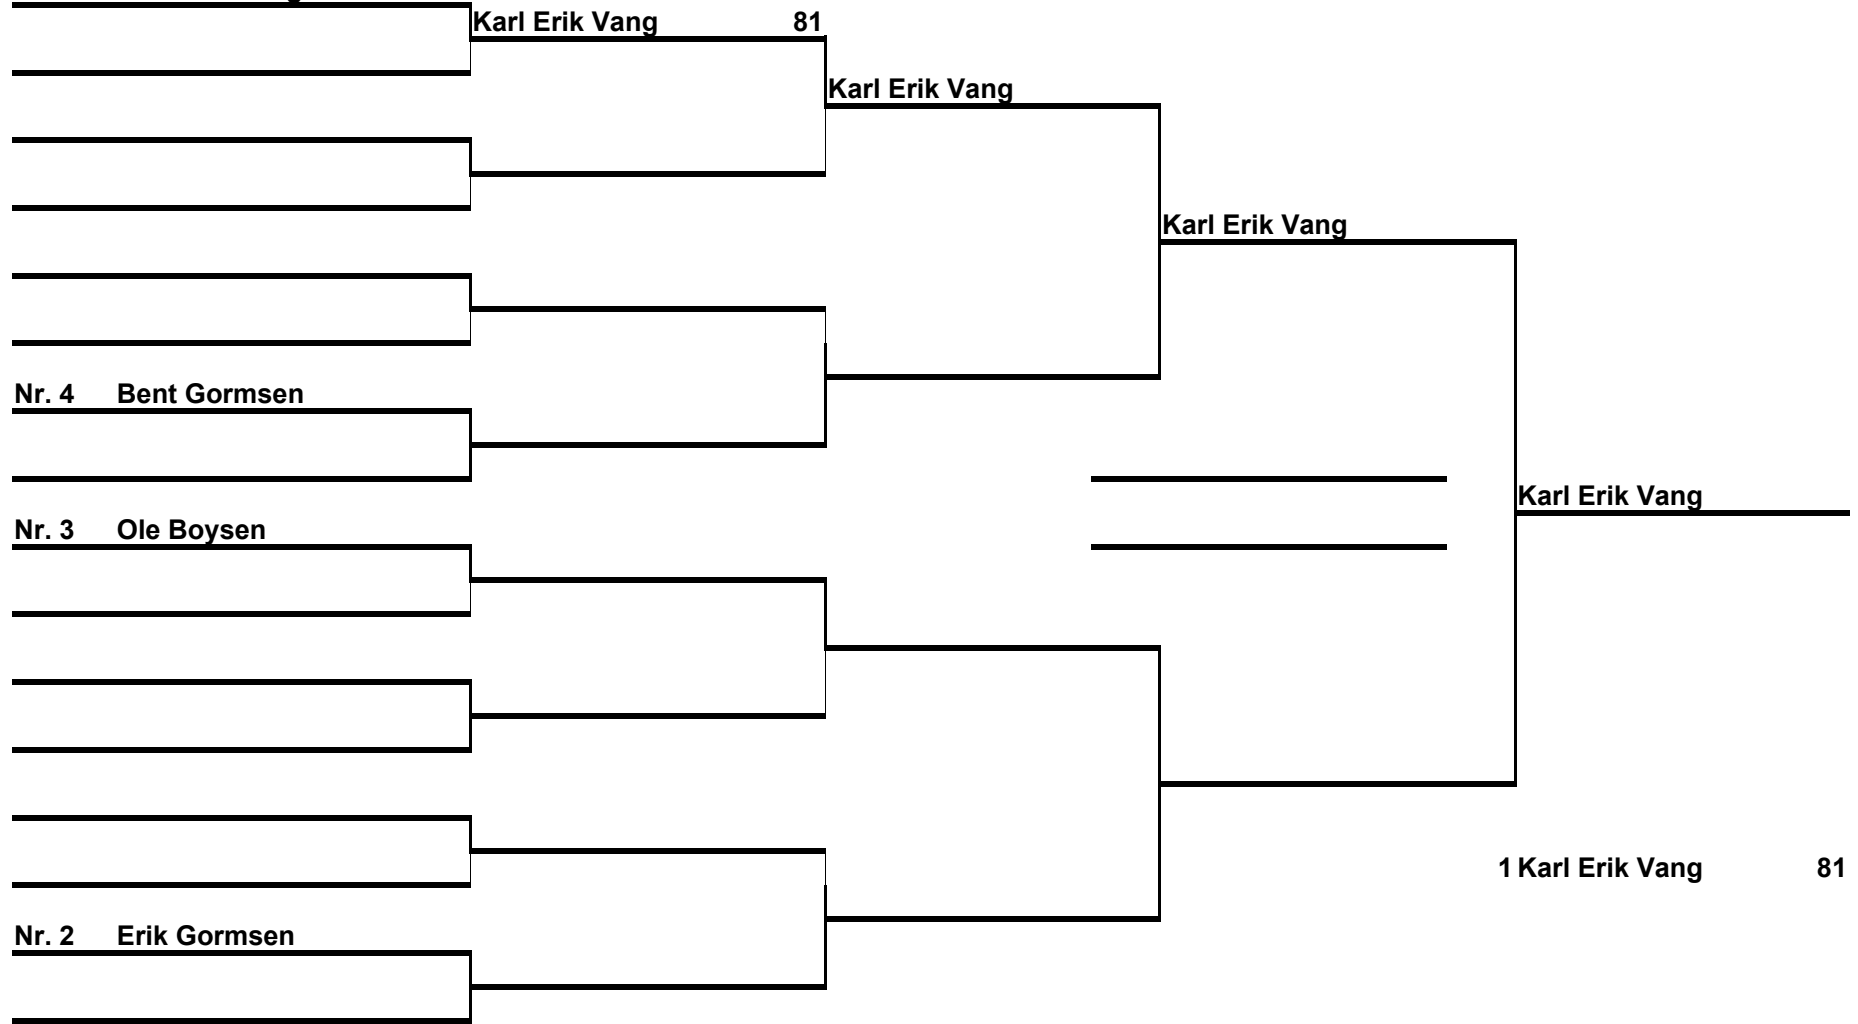 Karl Erik Vang 81
Karl Erik Vang
Karl Erik Vang
Nr. 4 Bent Gormsen
Karl Erik Vang
Nr. 3 Ole Boysen
1 Karl Erik Vang 81
Nr. 2 Erik Gormsen